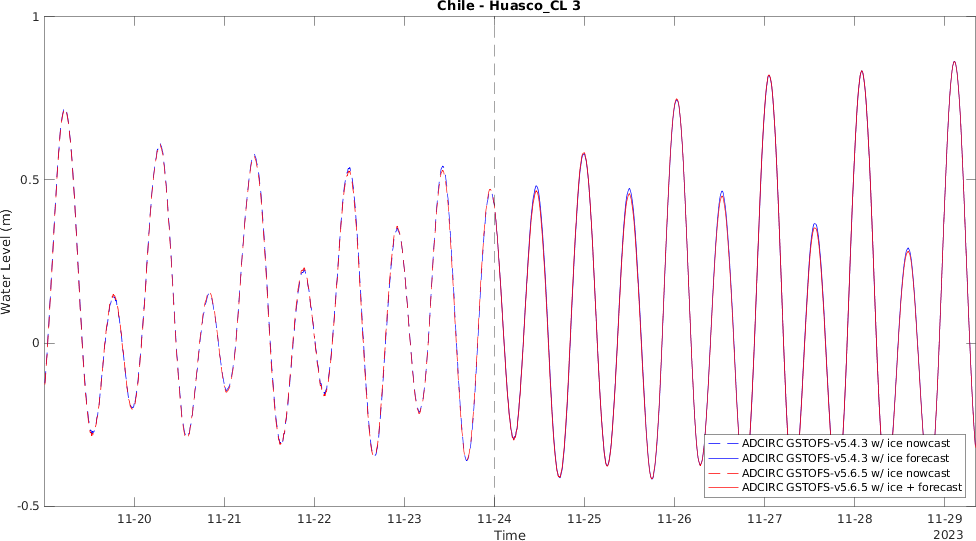 Chile - Huasco_CL 3
Water Level (m)
1
0.5
0
-0.5
11-20 11-21 11-22 11-23 11-24 11-25 11-26 11-27 11-28 11-29
Time
2023
ADCIRC GSTOFS-v5.4.3 w/ ice nowcast
ADCIRC GSTOFS-v5.4.3 w/ ice forecast
ADCIRC GSTOFS-v5.6.5 w/ ice nowcast
ADCIRC GSTOFS-v5.6.5 w/ ice + forecast